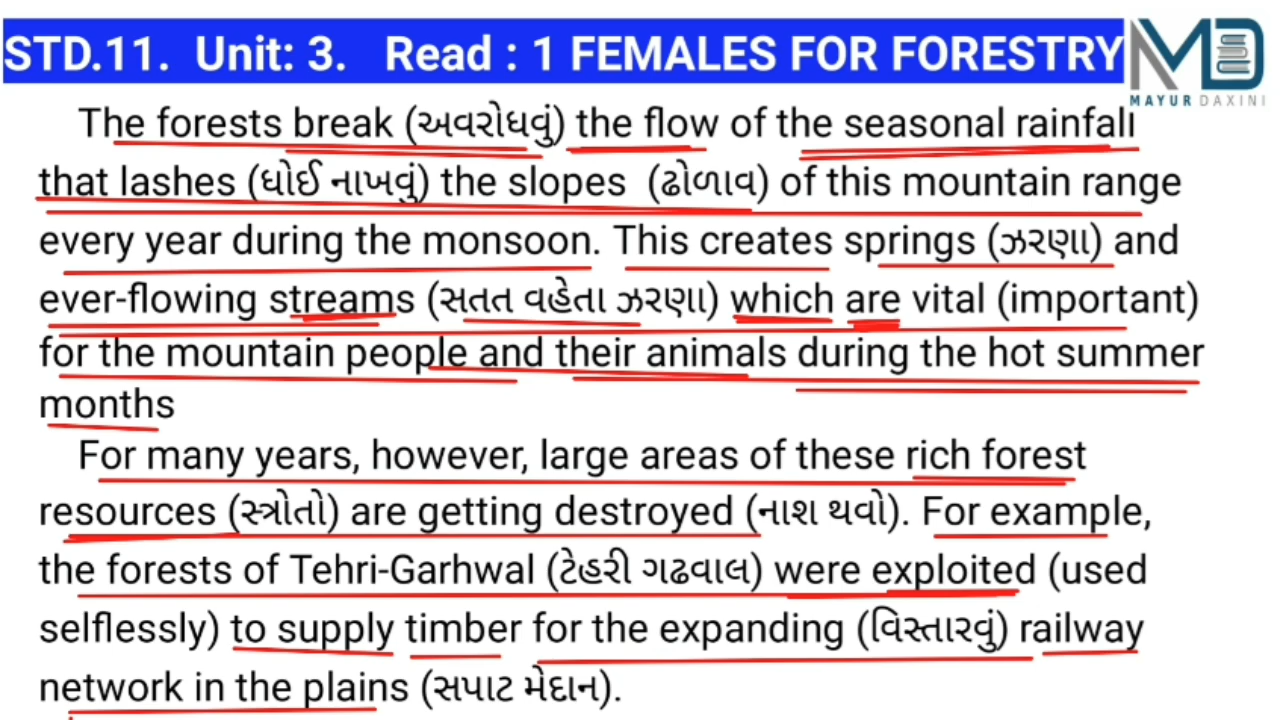 STD.11. Unit: 3. Read : 1 FEMALES FOR FORESTRY
MAYUR DAXINI
The forests break (અવરોધવું) the flow of the seasonal rainfall
that lashes (ધોઈ નાખવું) the slopes (ઢોળાવ) of this mountain range
every year during the monsoon. This creates springs (ઝરણા) and
ever-flowing streams (સતત વહેતા ઝરણા) which are vital (important)
for the mountain people and their animals during the hot summer
months
For many years, however, large areas of these rich forest
resources (સ્ત્રોતો) are getting destroyed (નાશ થવો). For example,
the forests of Tehri-Garhwal (ટેહરી ગઢવાલ) were exploited (used
selflessly) to supply timber for the expanding (વિસ્તારવું) railway
network in the plains (સપાટ મેદાન).